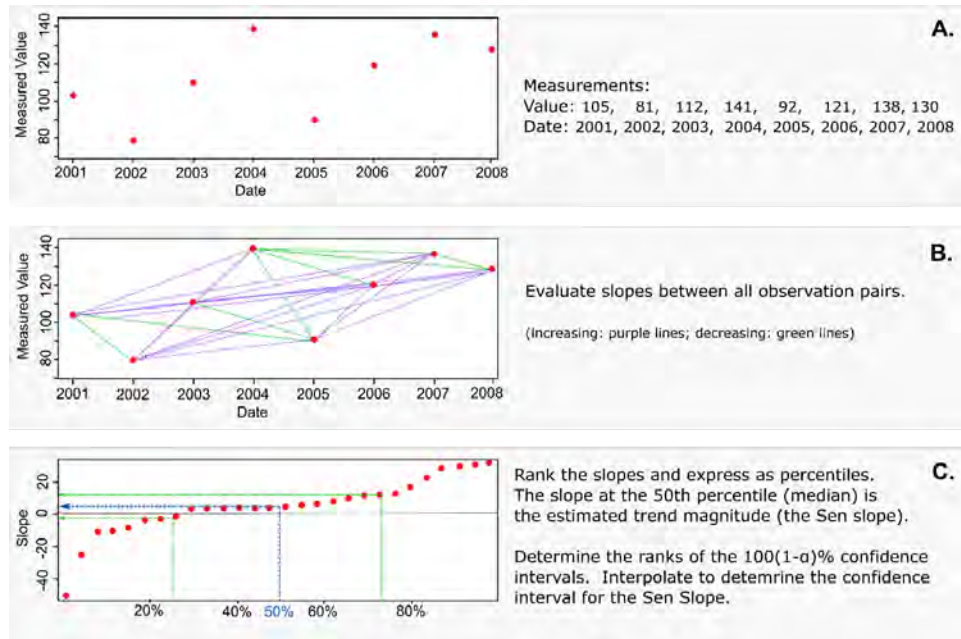 A.
Measured Value
140
120
100
80
2001 2002 2003 2004 2005 2006 2007 2008
Date
Measurements:
Value: 105, 81, 112, 141, 92, 121, 138, 130
Date: 2001, 2002, 2003, 2004, 2005, 2006, 2007, 2008
B.
Measured Value
140
120
100
80
2001 2002 2003 2004 2005 2006 2007 2008
Date
Evaluate slopes between all observation pairs.
(increasing: purple lines; decreasing: green lines)
C.
Slope
20
0
-20
-40
20% 40% 50% 60% 80%
Rank the slopes and express as percentiles.
The slope at the 50th percentile (median) is
the estimated trend magnitude (the Sen slope).
Determine the ranks of the 100(1-α)% confidence
intervals. Interpolate to detemrine the confidence
interval for the Sen Slope.